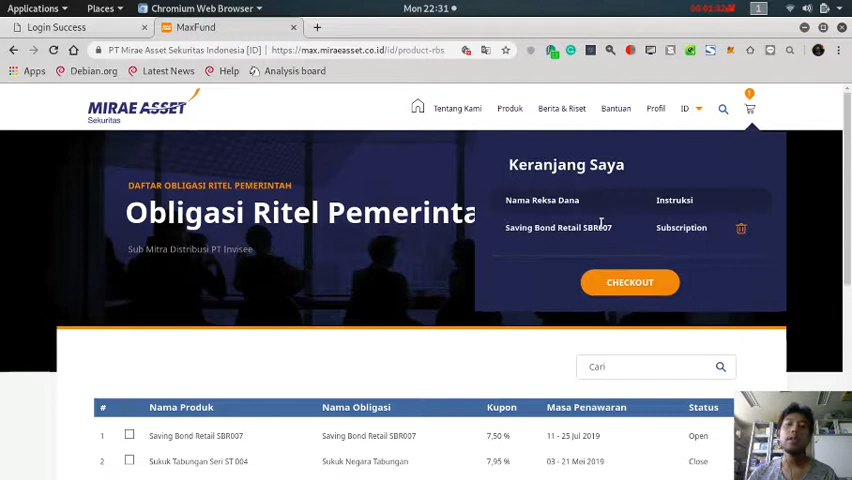 Applications Places Chromium Web Browser Mon 22:31 1
Login Success MaxFund
PT Mirae Asset Sekuritas Indonesia [ID] https://max.miraeasset.co.id/id/product-rbs
Apps Debian.org Latest News Help Analysis board
MIRAE ASSET
Sekuritas
Tentang Kami Produk Berita & Riset Bantuan Profil ID 1
DAFTAR OBLIGASI RITEL PEMERINTAH
Obligasi Ritel Pemerinta
Sub Mitra Distribusi PT Invisee
Keranjang Saya
Nama Reksa Dana Instruksi
Saving Bond Retail SBR007 Subscription
CHECKOUT
Cari
# Nama Produk Nama Obligasi Kupon Masa Penawaran Status
1 Saving Bond Retail SBR007 Saving Bond Retail SBR007 7,50 % 11 - 25 Jul 2019 Open
2 Sukuk Tabungan Seri ST 004 Sukuk Negara Tabungan 7,95 % 03 - 21 Mei 2019 Close